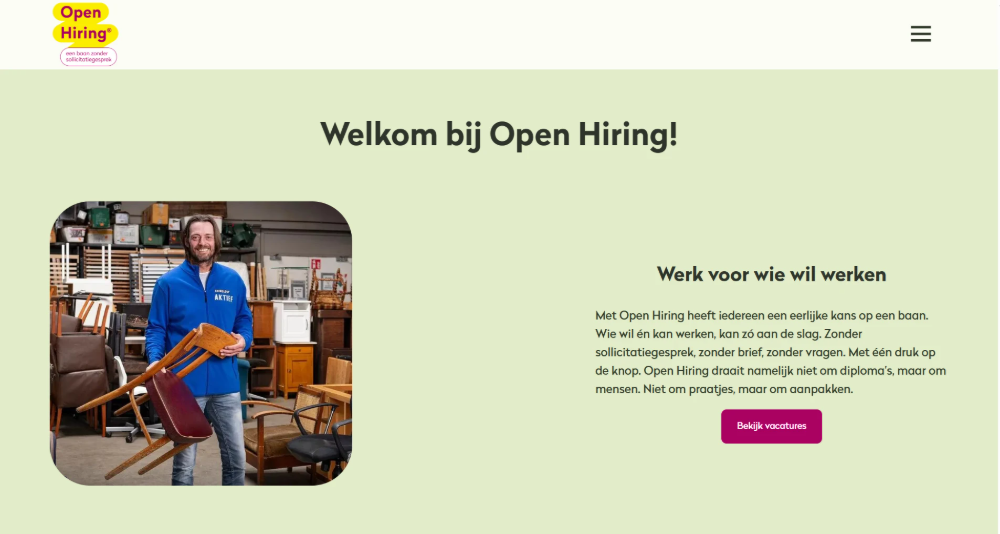 Open
Hiring®
een baan zonder
sollicitatiegesprek
Welkom bij Open Hiring!
AKTIEF
Werk voor wie wil werken
Met Open Hiring heeft iedereen een eerlijke kans op een baan.
Wie wil én kan werken, kan zó aan de slag. Zonder
sollicitatiegesprek, zonder brief, zonder vragen. Met één druk op
de knop. Open Hiring draait namelijk niet om diploma's, maar om
mensen. Niet om praatjes, maar om aanpakken.
Bekijk vacatures